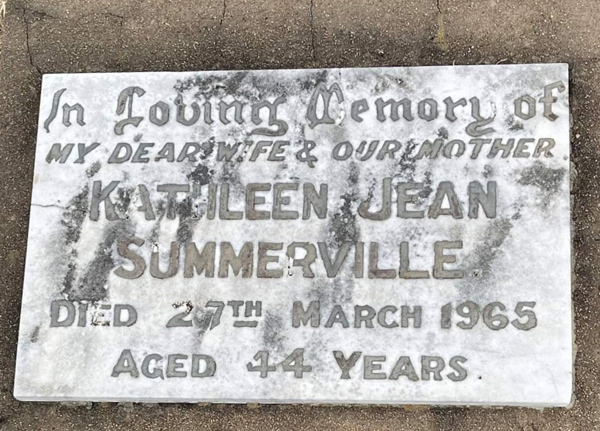 In Loving Memory of
MY DEAR WIFE & OUR MOTHER
KATHLEEN JEAN
SUMMERVILLE.
DIED 27TH MARCH 1965
AGED 44 YEARS.